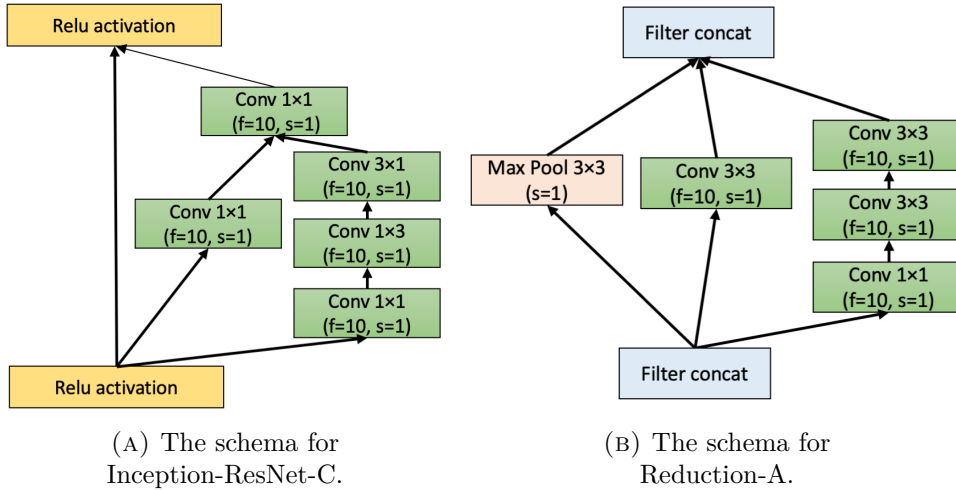 Relu activation
Conv 1×1
(f=10, s=1)
Conv 3×1
(f=10, s=1)
Conv 1×1
(f=10, s=1)
Conv 1×3
(f=10, s=1)
Conv 1×1
(f=10, s=1)
Relu activation
(A) The schema for
Inception-ResNet-C.
Filter concat
Max Pool 3×3
(s=1)
Conv 3×3
(f=10, s=1)
Conv 3×3
(f=10, s=1)
Conv 3×3
(f=10, s=1)
Conv 1×1
(f=10, s=1)
Filter concat
(B) The schema for
Reduction-A.